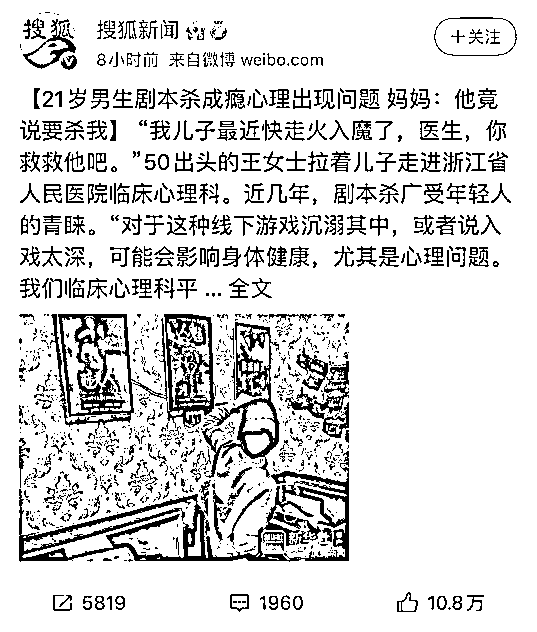 搜狐
搜狐新闻
+关注
8小时前 来自微博 weibo.com
【21岁男生剧本杀成瘾心理出现问题 妈妈：他竟
说要杀我】“我儿子最近快走火入魔了，医生，你
救救他吧。”50出头的王女士拉着儿子走进浙江省
人民医院临床心理科。近几年，剧本杀广受年轻人
的青睐。“对于这种线下游戏沉溺其中，或者说入
戏太深，可能会影响身体健康，尤其是心理问题。
我们临床心理科平 ... 全文
5819
1960
10.8万